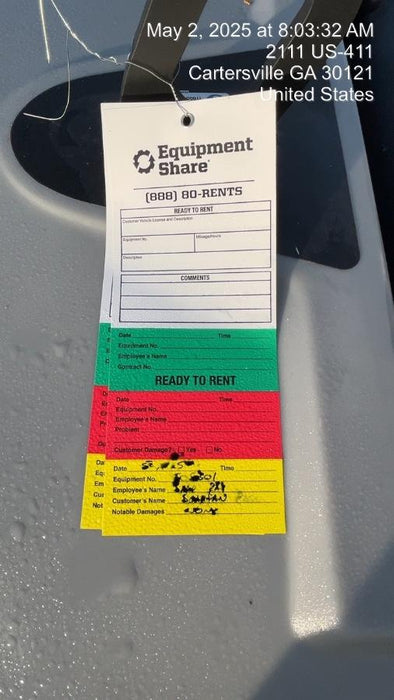 May 2, 2025 at 8:03:32 AM
2111 US-411
Cartersville GA 30121
United States
Equipment
Share
(888) 80-RENTS
READY TO RENT
Customer Vehicle License and Description
Equipment No. Mileage/Hours
Description
COMMENTS
Date Time
Equipment No.
Employee's Name
Contract No.
READY TO RENT
Date Time
Equipment No.
Employee's Name
Problem
Customer Damage? Yes No
Date Time
Equipment No.
Employee's Name
Customer's Name
Notable Damages